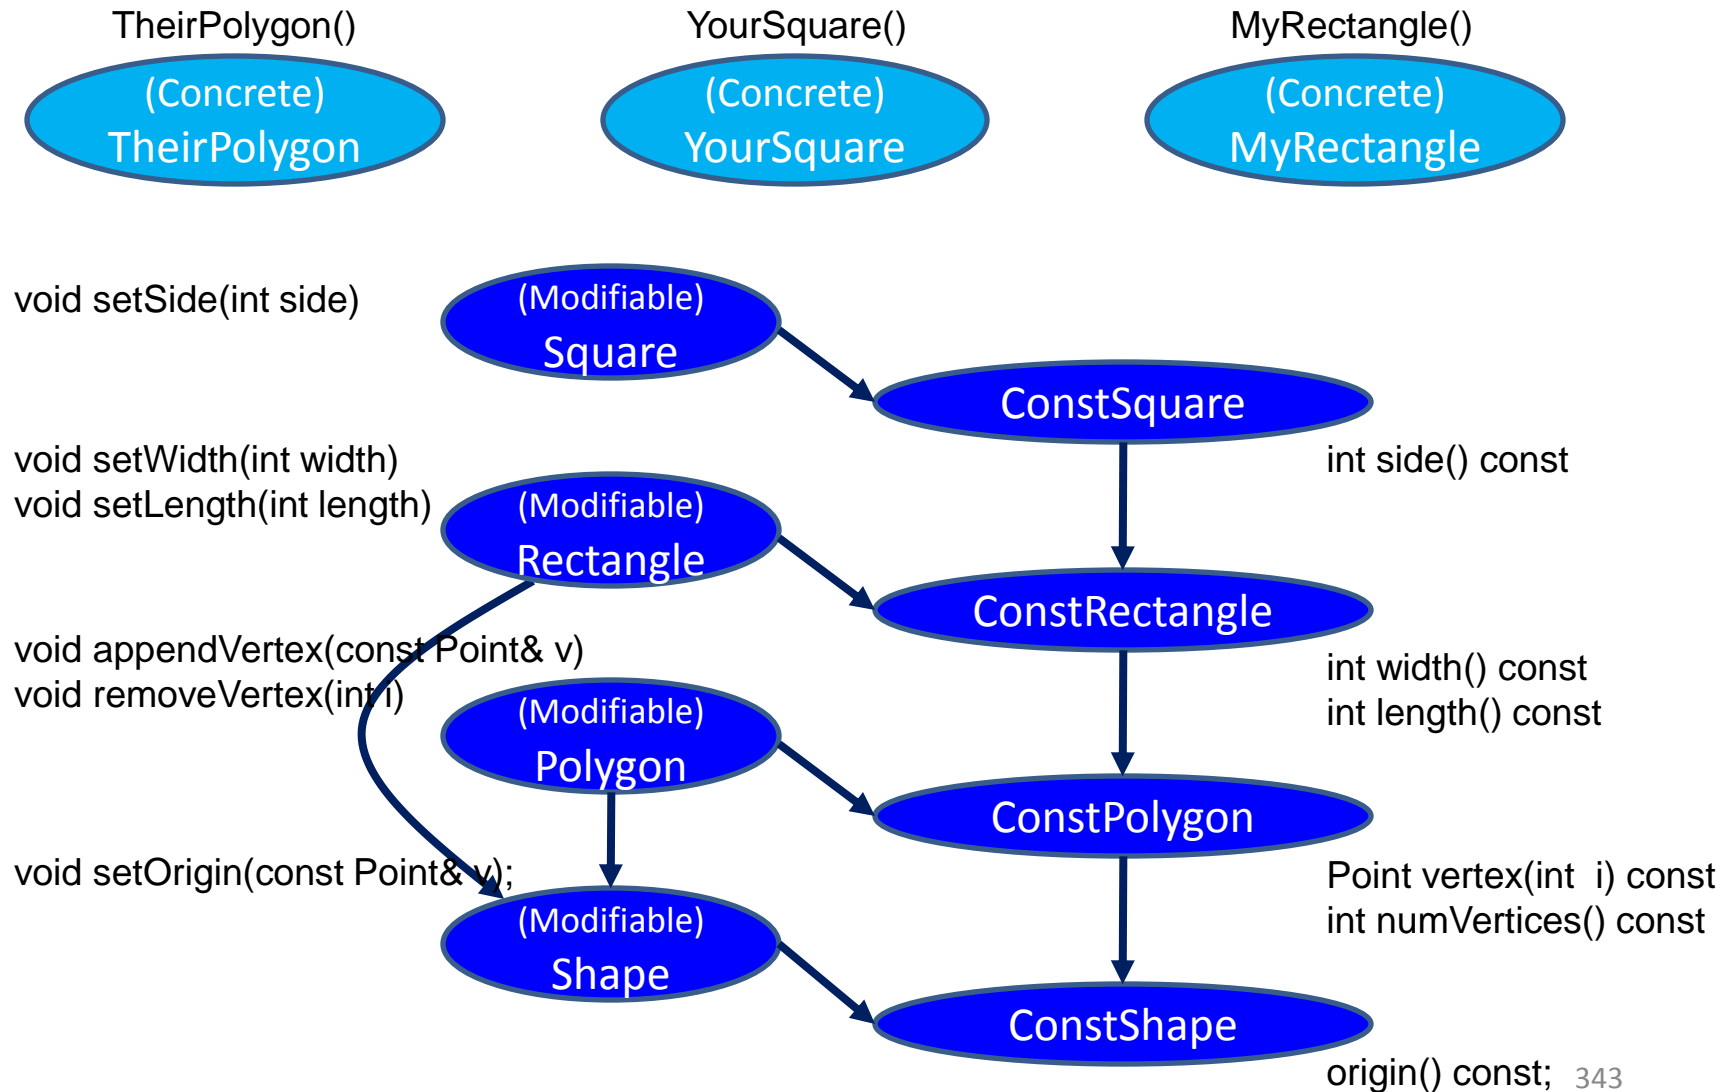 TheirPolygon()
YourSquare()
MyRectangle()
(Concrete)
TheirPolygon
(Concrete)
YourSquare
(Concrete)
MyRectangle
void setSide(int side)
(Modifiable)
Square
ConstSquare
int side() const
void setWidth(int width)
void setLength(int length)
(Modifiable)
Rectangle
ConstRectangle
int width() const
int length() const
void appendVertex(const Point& v)
void removeVertex(int i)
(Modifiable)
Polygon
ConstPolygon
Point vertex(int  i) const
int numVertices() const
void setOrigin(const Point& v);
(Modifiable)
Shape
ConstShape
origin() const;
343